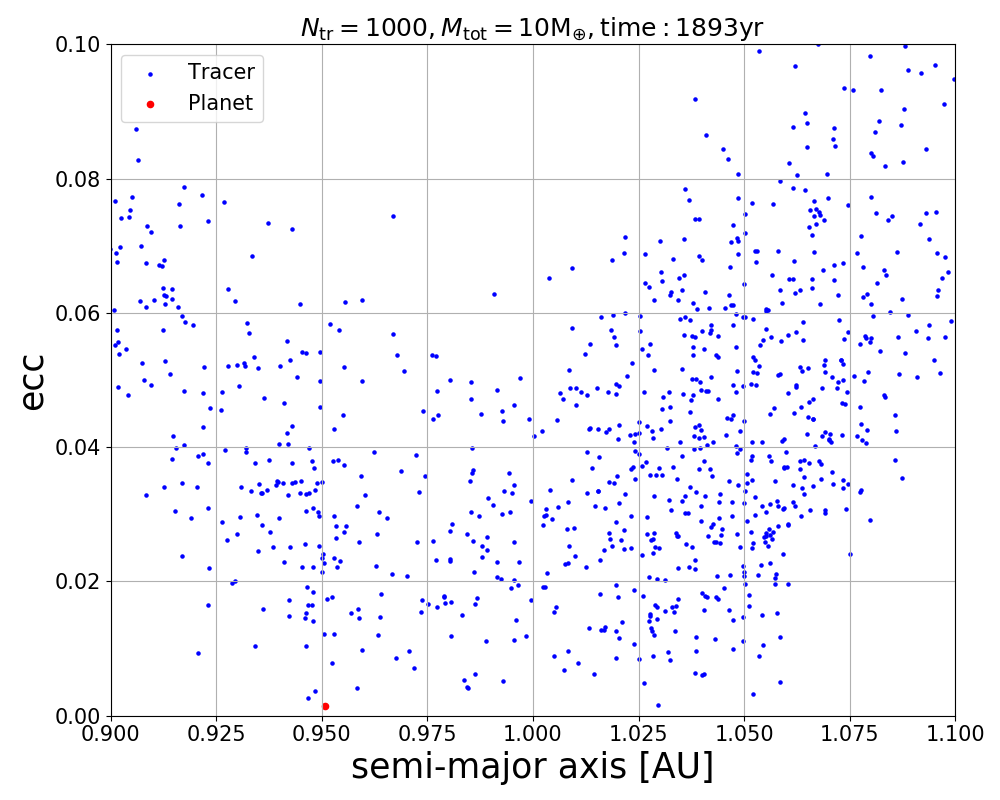 N_tr = 1000, M_tot = 10M_⊕, time : 1893yr
Tracer
Planet
0.10
0.08
0.06
0.04
0.02
0.00
ecc
0.900 0.925 0.950 0.975 1.000 1.025 1.050 1.075 1.100
semi-major axis [AU]